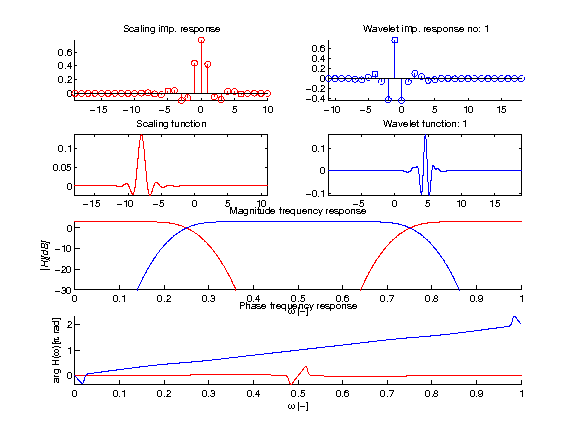 Scaling imp. response
Wavelet imp. response no: 1
0.6
0.4
0.2
0
−15 −10 −5 0 5 10
0.6
0.4
0.2
0
−0.2
−0.4
−10 −5 0 5 10 15
Scaling function
Wavelet function: 1
0.1
0.05
0
−15 −10 −5 0 5 10
0.1
0
−0.1
−5 0 5 10 15
Magnitude frequency response
|H|[dB]
0
−10
−20
−30
0 0.1 0.2 0.3 0.4 0.5 0.6 0.7 0.8 0.9 1
ω [−]
Phase frequency response
arg H(ω)[π rad]
2
1
0
0 0.1 0.2 0.3 0.4 0.5 0.6 0.7 0.8 0.9 1
ω [−]